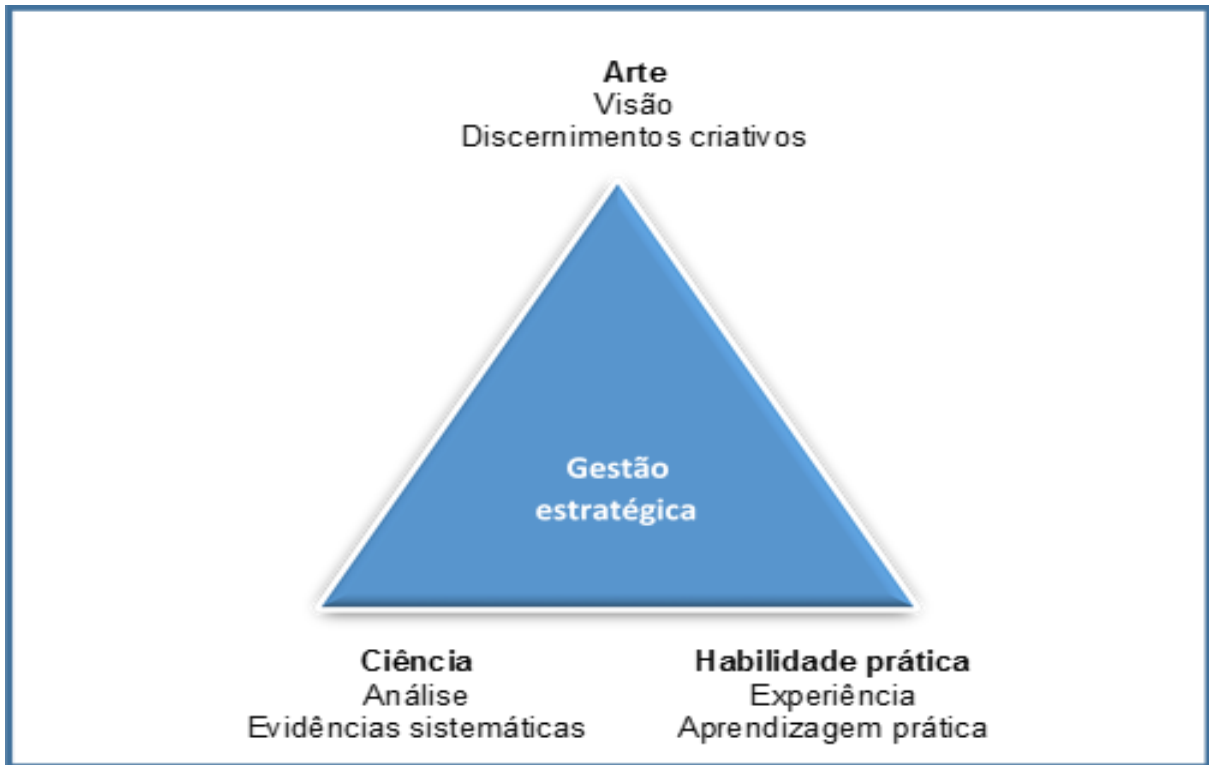 Arte
Visão
Discernimentos criativos
Gestão
estratégica
Ciência
Análise
Evidências sistemáticas
Habilidade prática
Experiência
Aprendizagem prática